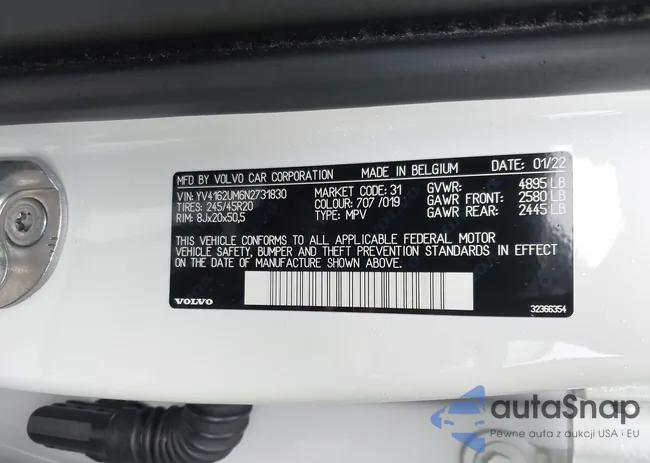 MFD BY VOLVO CAR CORPORATION MADE IN BELGIUM DATE: 01/22
VIN: YV4162UM6N2731830 MARKET CODE: 31 GVWR: 4895 LB
TIRES: 245/45R20 COLOUR: 707 /019 GAWR FRONT: 2580 LB
RIM: 8Jx20x50,5 TYPE: MPV GAWR REAR: 2445 LB
THIS VEHICLE CONFORMS TO ALL APPLICABLE FEDERAL MOTOR
VEHICLE SAFETY, BUMPER AND THEFT PREVENTION STANDARDS IN EFFECT
ON THE DATE OF MANUFACTURE SHOWN ABOVE.
VOLVO 32366354
autaSnap
Pewne auta z aukcji USA i EU